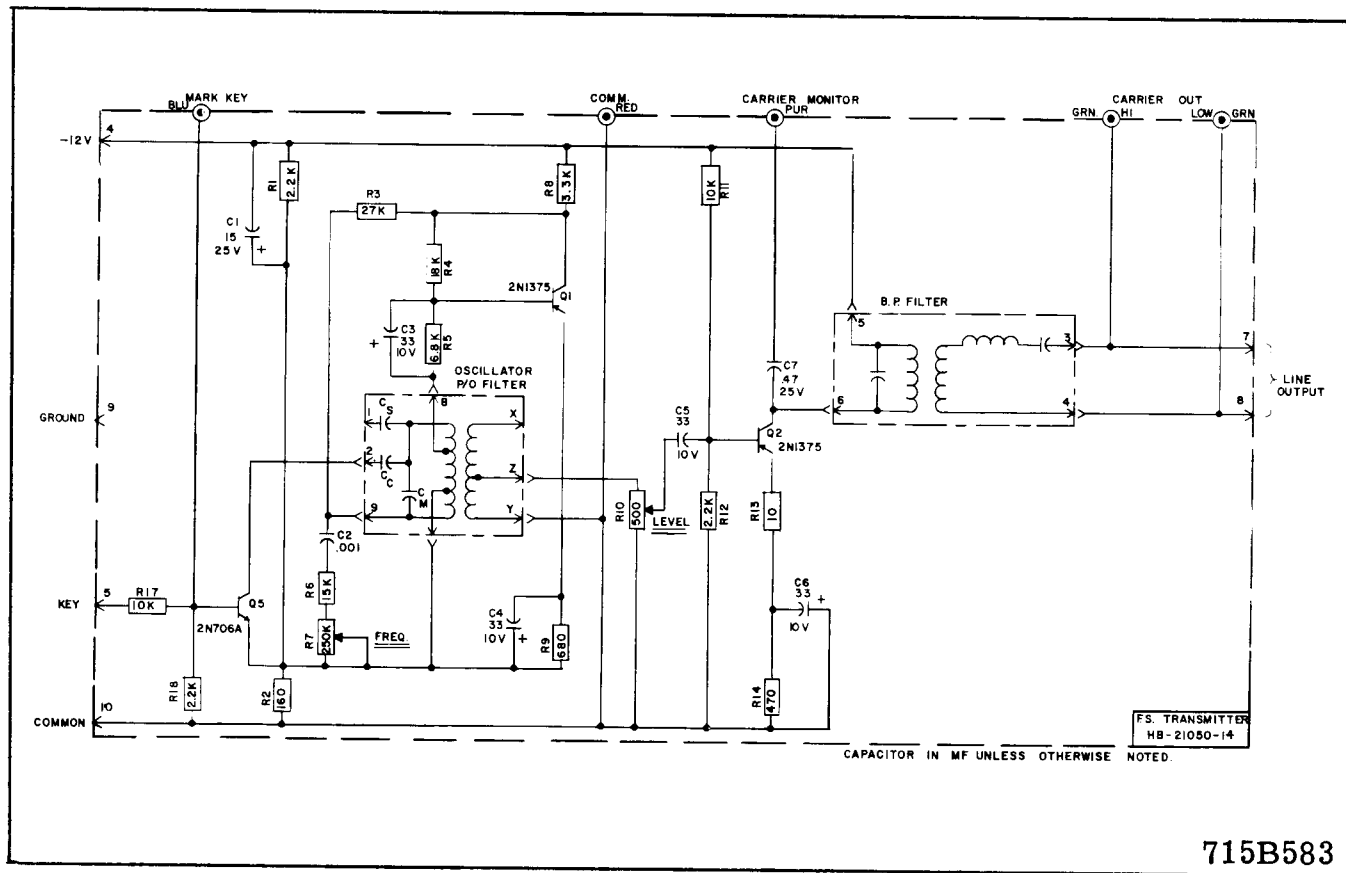 MARK KEY
BLU
COMM.
RED
CARRIER MONITOR
PUR
CARRIER OUT
GRN HI
LOW GRN
-12V
4
R1
2.2K
R3
27K
R8
3.3K
10K
R11
C1
15
25V
+
18K
R4
2N1375
Q1
B.P. FILTER
5
3
7
C3
33
10V
+
6.8K
R5
C7
.47
25V
LINE
OUTPUT
OSCILLATOR
P/O FILTER
8
6
4
8
GROUND
9
1
C S
X
C5
33
10V
Q2
2N1375
2
C C
Z
C M
9
Y
R10
500
LEVEL
2.2K
R12
R13
10
C2
.001
R6
15K
KEY
5
R17
10K
Q5
2N706A
R7
250K
FREQ.
C4
33
10V
+
R9
680
C6
33
10V
+
R18
2.2K
R2
160
R14
470
COMMON
10
F.S. TRANSMITTER
HB-21050-14
CAPACITOR IN MF UNLESS OTHERWISE NOTED.
715B583